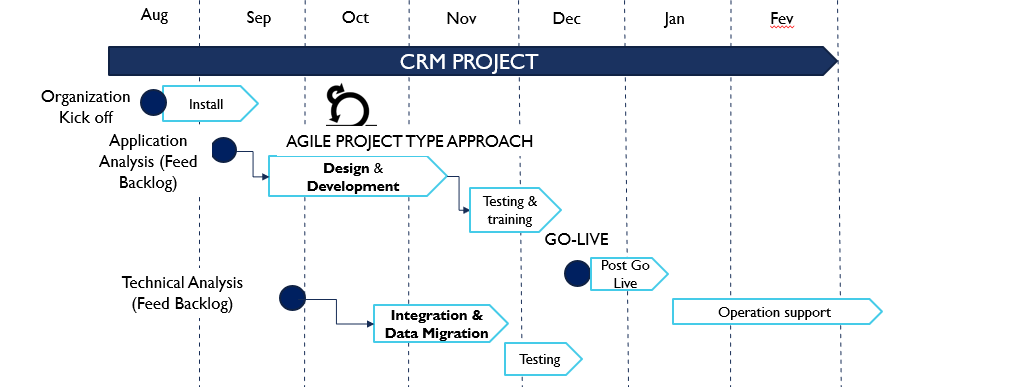 Aug
Sep
Oct
Nov
Dec
Jan
Fev
CRM PROJECT
Organization
Kick off
Install
Application
Analysis (Feed
Backlog)
AGILE PROJECT TYPE APPROACH
Design &
Development
Testing &
training
GO-LIVE
Post Go
Live
Technical Analysis
(Feed Backlog)
Integration &
Data Migration
Operation support
Testing